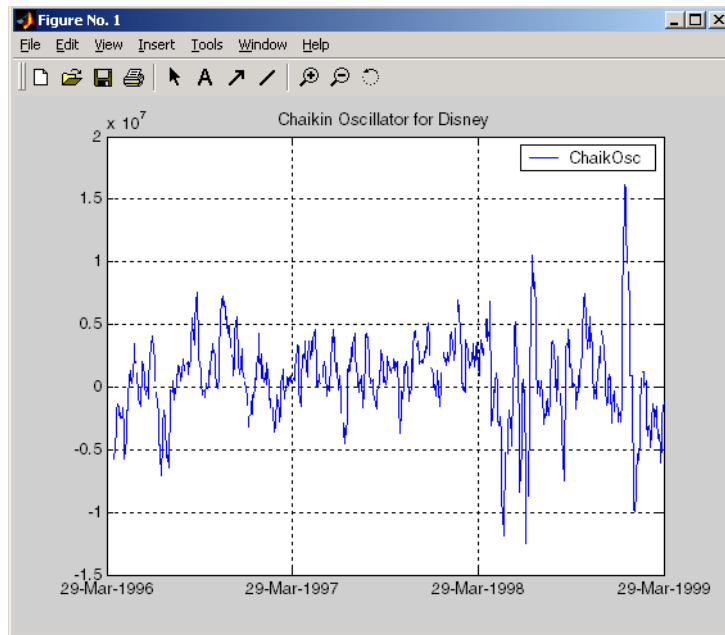 Figure No. 1
File Edit View Insert Tools Window Help
A
x 10^7
Chaikin Oscillator for Disney
ChaikOsc
2
1.5
1
0.5
0
-0.5
-1
-1.5
29-Mar-1996 29-Mar-1997 29-Mar-1998 29-Mar-1999